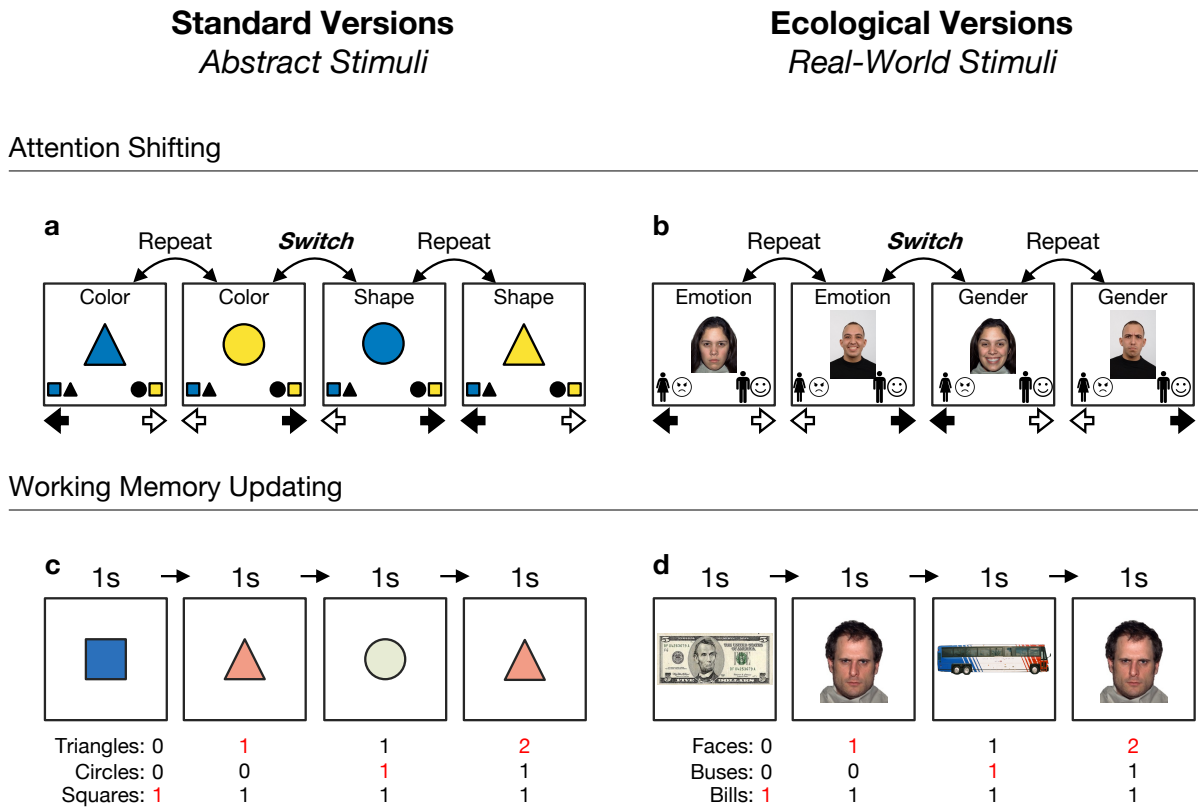 Standard Versions
Abstract Stimuli
Ecological Versions
Real-World Stimuli
Attention Shifting
a
Repeat
Switch
Repeat
Color
Color
Shape
Shape
b
Repeat
Switch
Repeat
Emotion
Emotion
Gender
Gender
Working Memory Updating
c
1s
1s
1s
1s
Triangles: 0 1 1 2
Circles: 0 0 1 1
Squares: 1 1 1 1
d
1s
1s
1s
1s
FIVE DOLLARS
Faces: 0 1 1 2
Buses: 0 0 1 1
Bills: 1 1 1 1